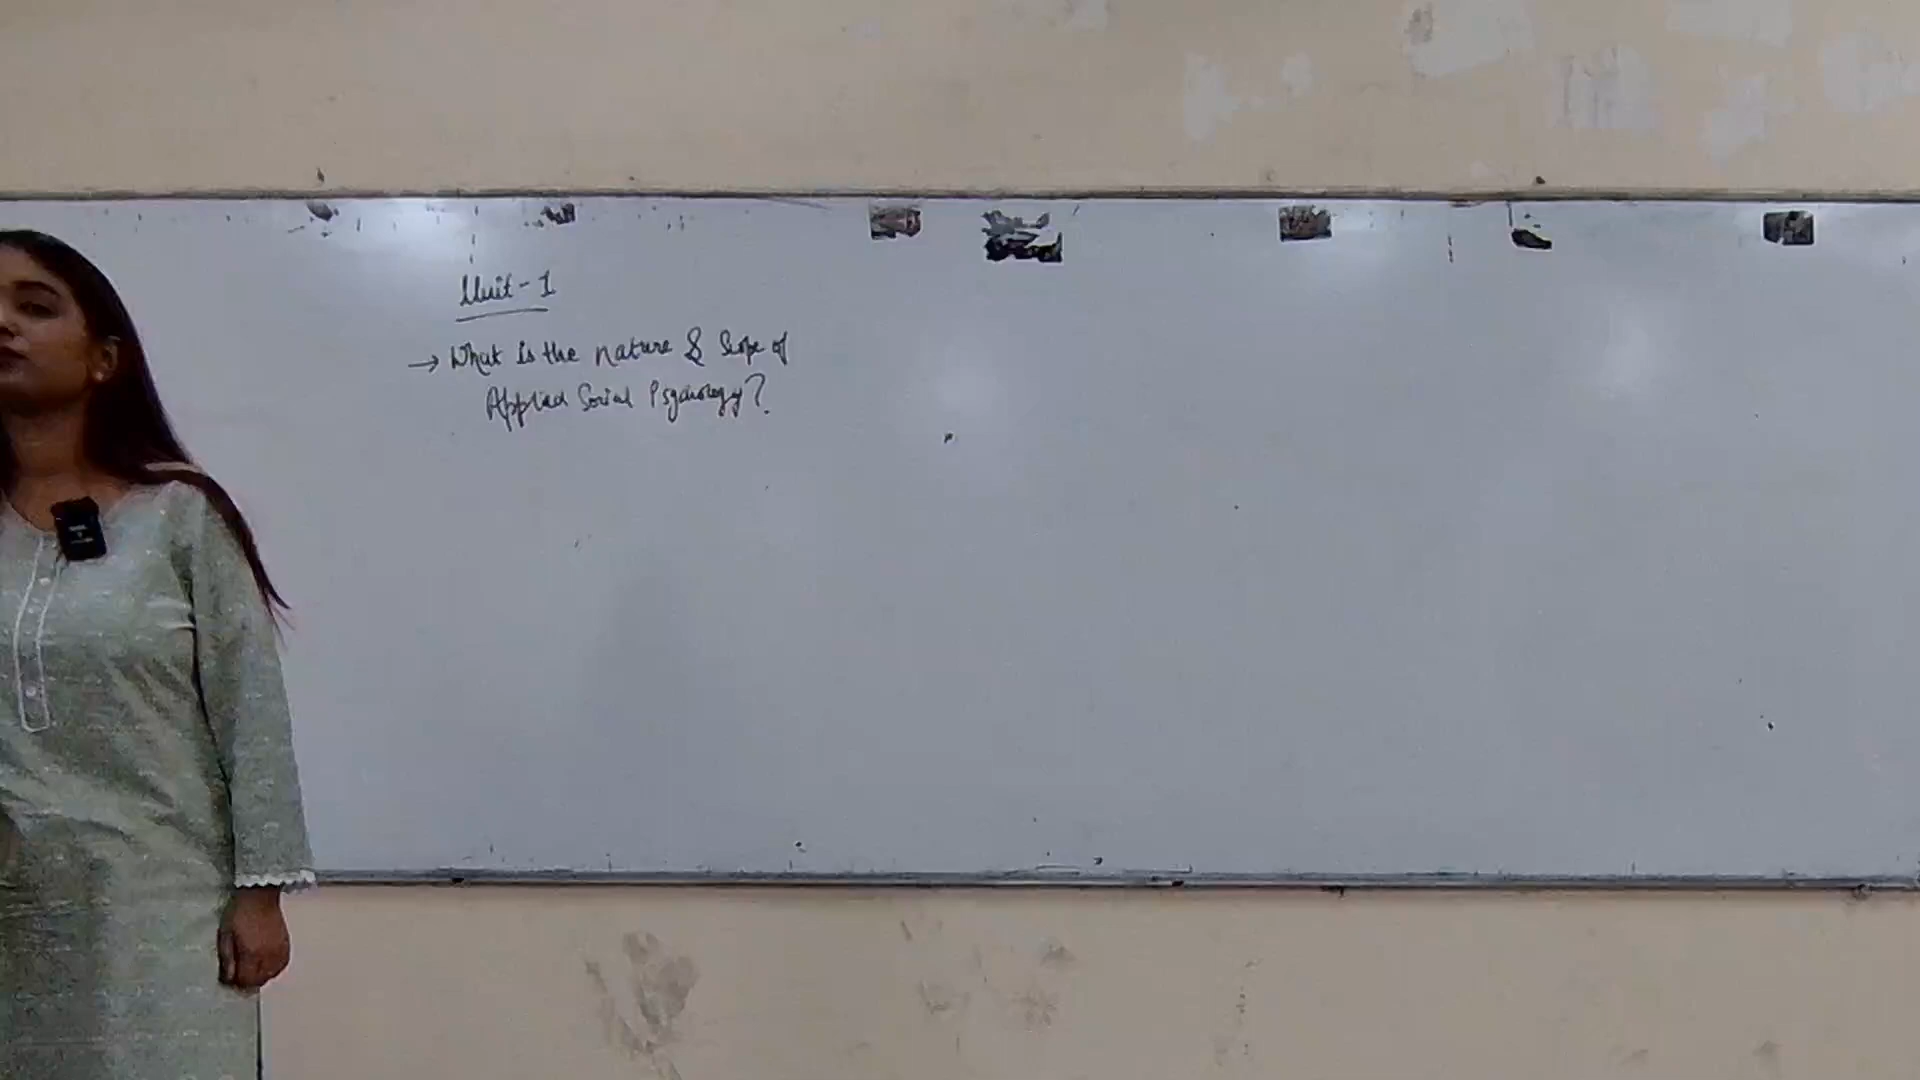 Unit - 1
→ What is the nature & Scope of
Applied Social Psychology?